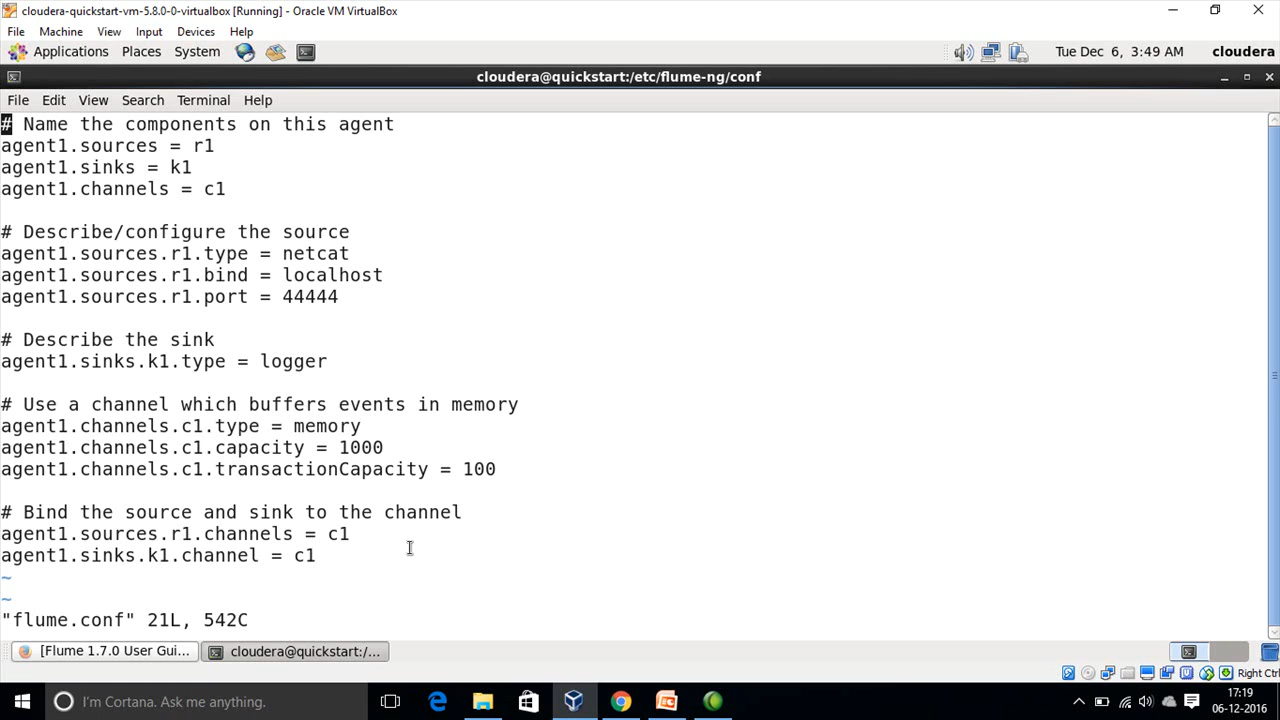 cloudera-quickstart-vm-5.8.0-0-virtualbox [Running] - Oracle VM VirtualBox
File Machine View Input Devices Help
Applications Places System Tue Dec 6, 3:49 AM cloudera
cloudera@quickstart:/etc/flume-ng/conf
File Edit View Search Terminal Help
# Name the components on this agent
agent1.sources = r1
agent1.sinks = k1
agent1.channels = c1
# Describe/configure the source
agent1.sources.r1.type = netcat
agent1.sources.r1.bind = localhost
agent1.sources.r1.port = 44444
# Describe the sink
agent1.sinks.k1.type = logger
# Use a channel which buffers events in memory
agent1.channels.c1.type = memory
agent1.channels.c1.capacity = 1000
agent1.channels.c1.transactionCapacity = 100
# Bind the source and sink to the channel
agent1.sources.r1.channels = c1
agent1.sinks.k1.channel = c1
~
~
"flume.conf" 21L, 542C
[Flume 1.7.0 User Gui... cloudera@quickstart:/...
Right Ctrl
I'm Cortana. Ask me anything. 17:19
06-12-2016